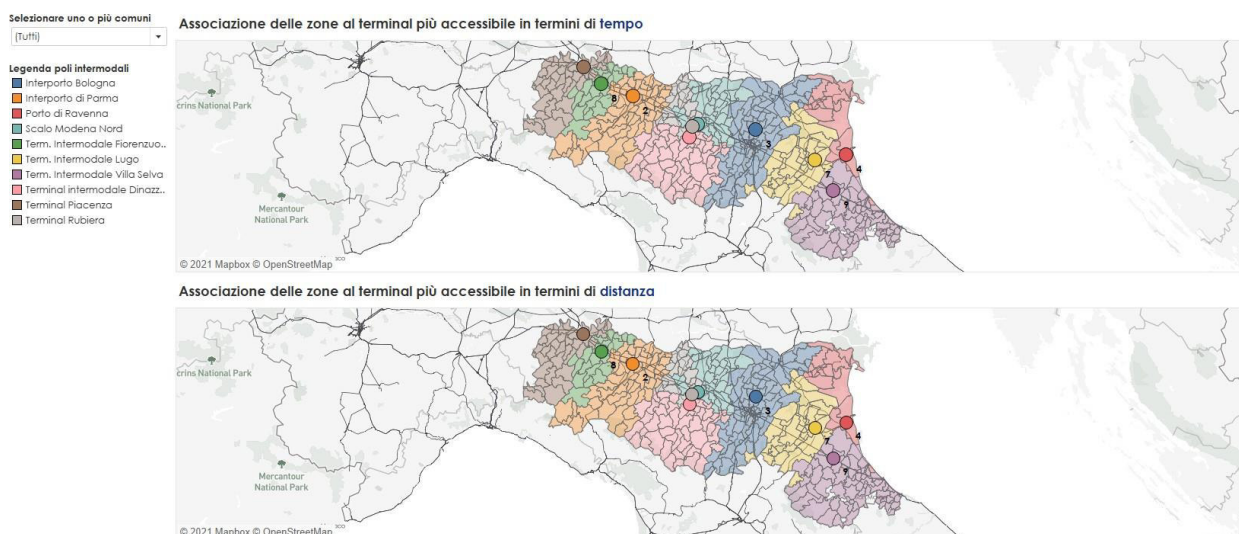 Selezionare uno o più comuni
(Tutti)
Legenda poli intermodali
Interporto Bologna
Interporto di Parma
Porto di Ravenna
Scalo Modena Nord
Term. Intermodale Fiorenzuo..
Term. Intermodale Lugo
Term. Intermodale Villa Selva
Terminal intermodale Dinazz..
Terminal Piacenza
Terminal Rubiera
Associazione delle zone al terminal più accessibile in termini di tempo
crins National Park
Mercantour
National Park
8
2
3
7
4
9
© 2021 Mapbox © OpenStreetMap
Associazione delle zone al terminal più accessibile in termini di distanza
crins National Park
Mercantour
National Park
8
2
3
7
4
9
© 2021 Mapbox © OpenStreetMap